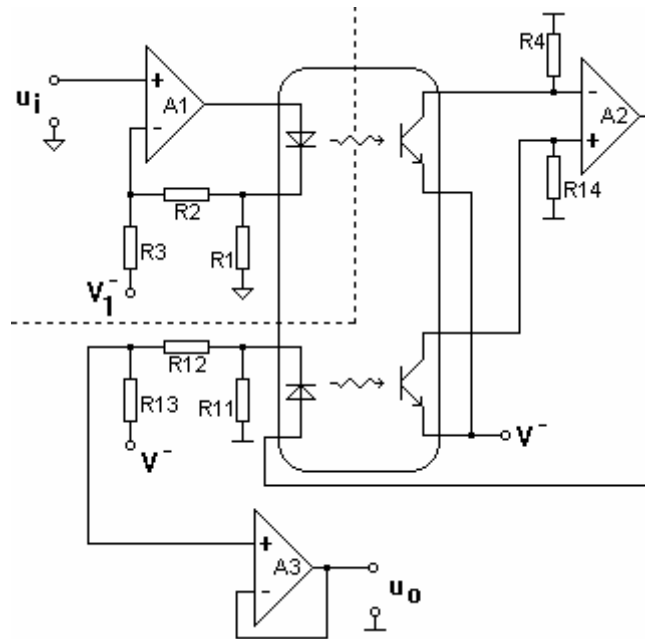 R4
+
A1
-
A2
-
+
uᵢ
-
R2
R14
R3
R1
V₁⁻
R12
R13
R11
V⁻
V⁻
+
A3
-
uₒ